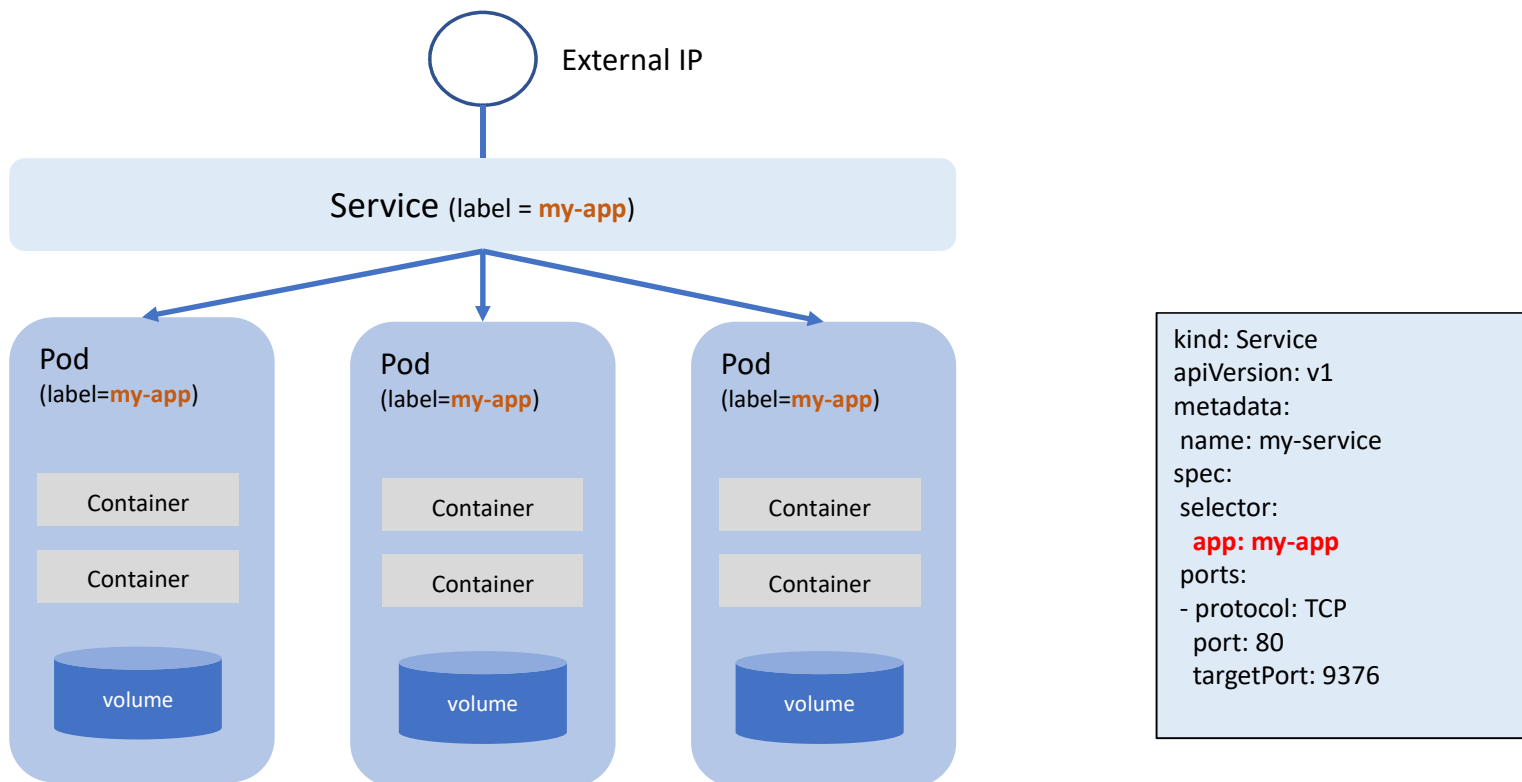 External IP
Service (label = my-app)
Pod
(label=my-app)
Container
Container
volume
Pod
(label=my-app)
Container
Container
volume
Pod
(label=my-app)
Container
Container
volume
kind: Service
apiVersion: v1
metadata:
 name: my-service
spec:
 selector:
  app: my-app
 ports:
 - protocol: TCP
  port: 80
  targetPort: 9376